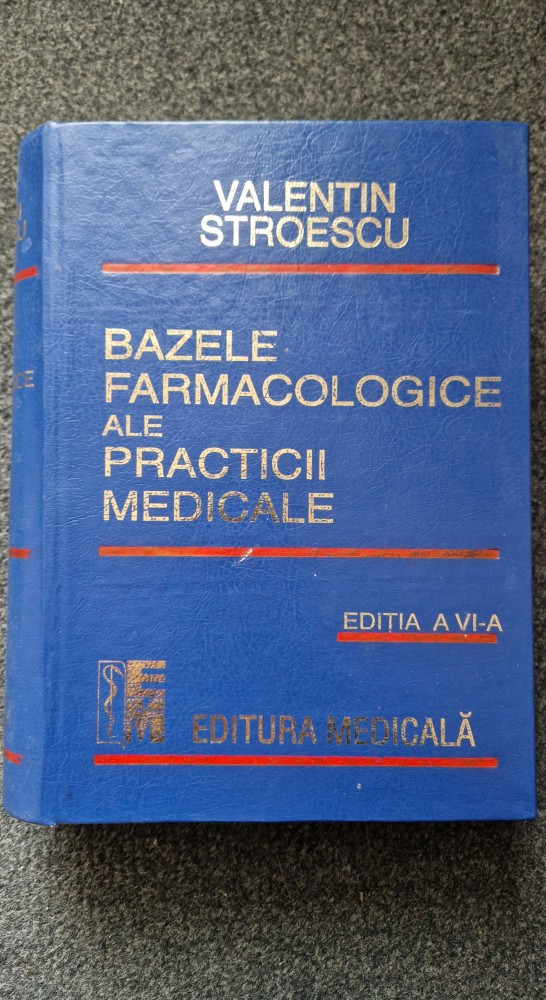 VALENTIN
STROESCU
BAZELE
FARMACOLOGICE
ALE
PRACTICII
MEDICALE
EDITIA A VI-A
EDITURA MEDICALĂ